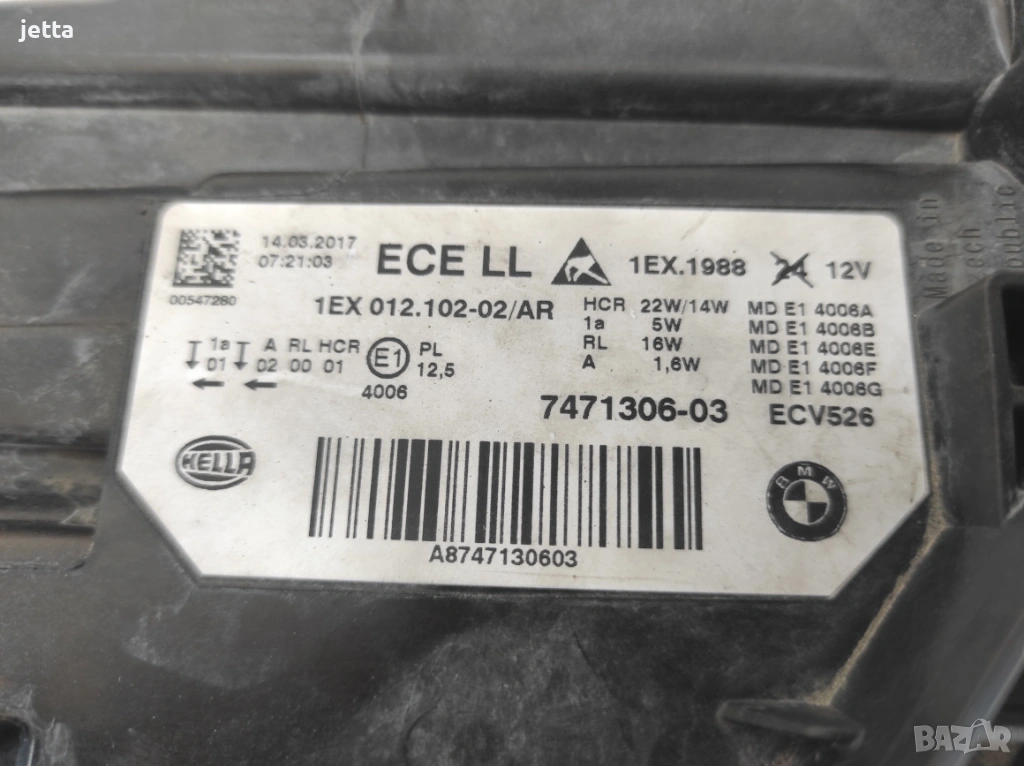 jetta
14.03.2017
07:21:03
00547280
ECE LL
1EX.1988
24 12V
1EX 012.102-02/AR
HCR 22W/14W
1a 5W
RL 16W
A 1,6W
MD E1 4006A
MD E1 4006B
MD E1 4006E
MD E1 4006F
MD E1 4006G
1a A RL HCR
01 02 00 01
E1
PL
12,5
4006
7471306-03
ECV526
HELLA
BMW
A8747130603
Made in
BAZAR